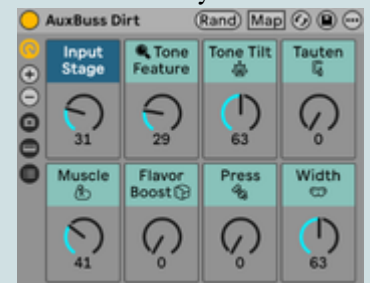 AuxBuss Dirt Rand Map
Input Stage
Tone Feature
Tone Tilt
Tauten
31
29
63
0
Muscle
Flavor Boost
Press
Width
41
0
0
63